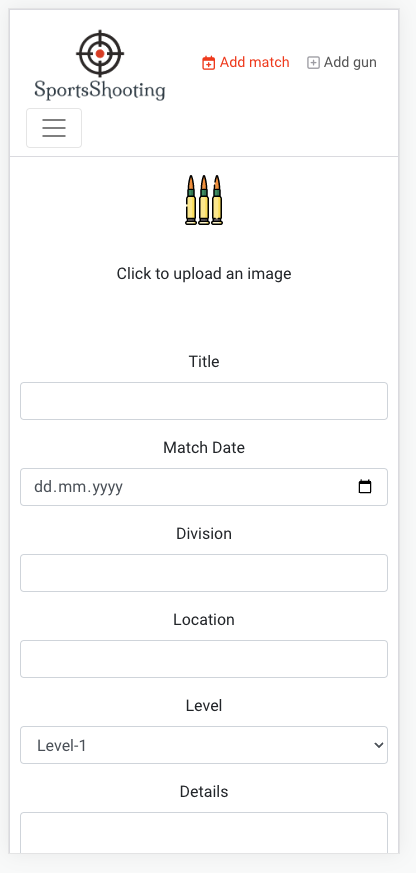 SportsShooting
Add match
Add gun
Click to upload an image
Title
Match Date
dd.mm.yyyy
Division
Location
Level
Level-1
Details